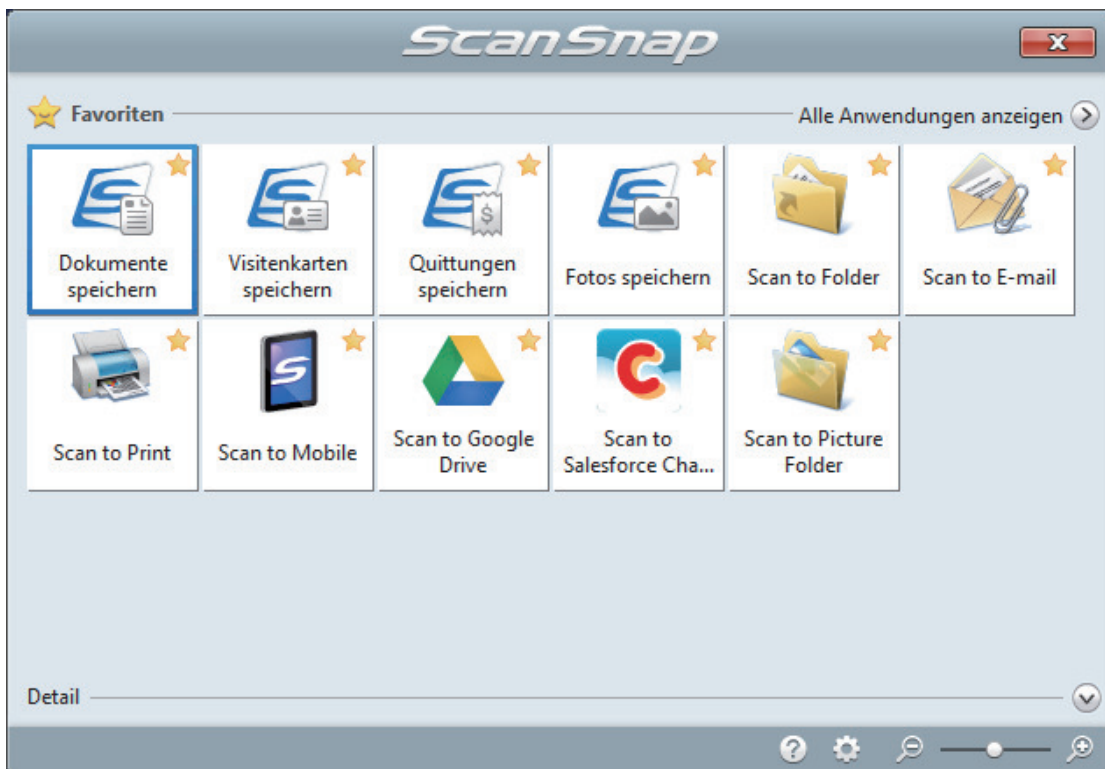 ScanSnap
Favoriten
Alle Anwendungen anzeigen
Dokumente
speichern
Visitenkarten
speichern
Quittungen
speichern
Fotos speichern
Scan to Folder
Scan to E-mail
Scan to Print
Scan to Mobile
Scan to Google
Drive
Scan to
Salesforce Cha...
Scan to Picture
Folder
Detail